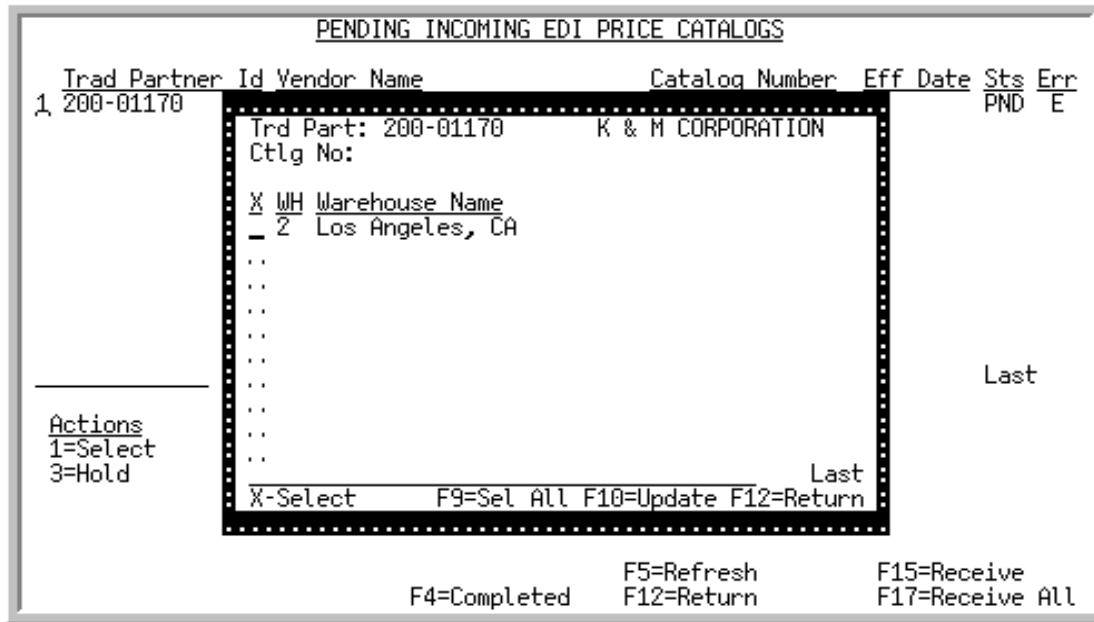 PENDING INCOMING EDI PRICE CATALOGS
Trad Partner Id Vendor Name Catalog Number Eff Date Sts Err
1 200-01170 PND E
Trd Part: 200-01170 K & M CORPORATION
Ctlg No:
X WH Warehouse Name
_ 2 Los Angeles, CA
. .
. .
. .
. .
. .
. .
. .
. .
. .
Last
Last
Actions
1=Select
3=Hold
X-Select F9=Sel All F10=Update F12=Return
F5=Refresh F15=Receive
F4=Completed F12=Return F17=Receive All